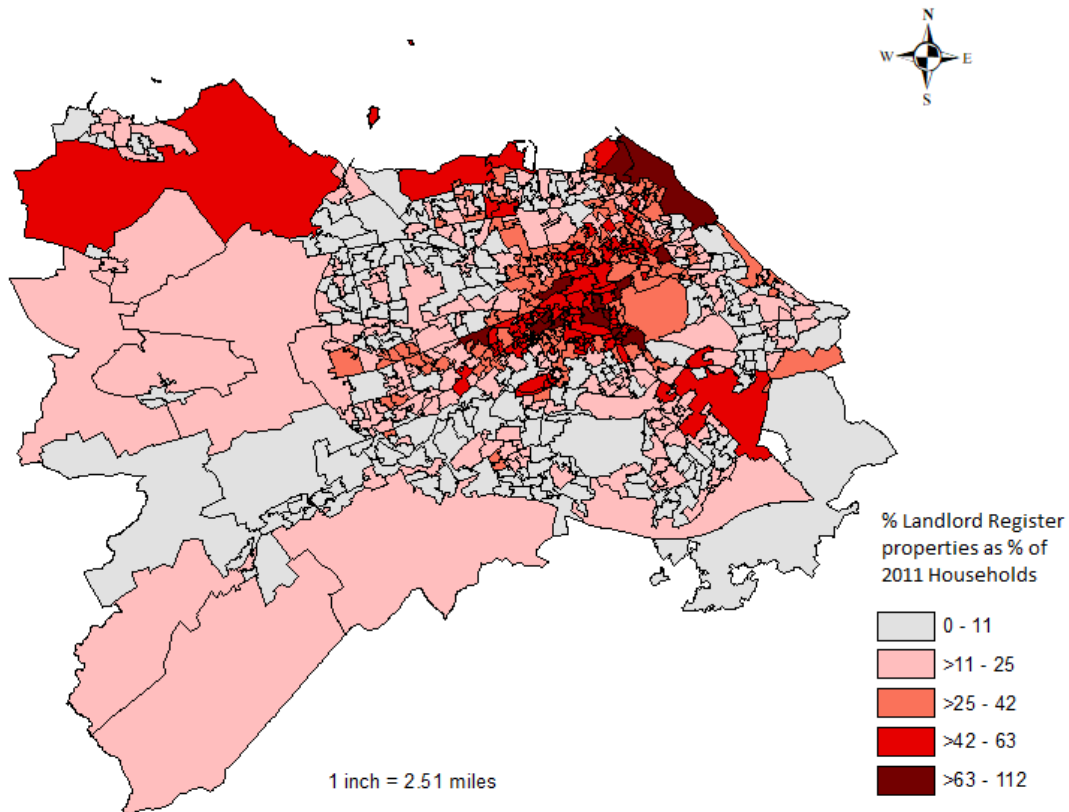 N
W E
S
% Landlord Register
properties as % of
2011 Households
0 - 11
>11 - 25
>25 - 42
>42 - 63
>63 - 112
1 inch = 2.51 miles